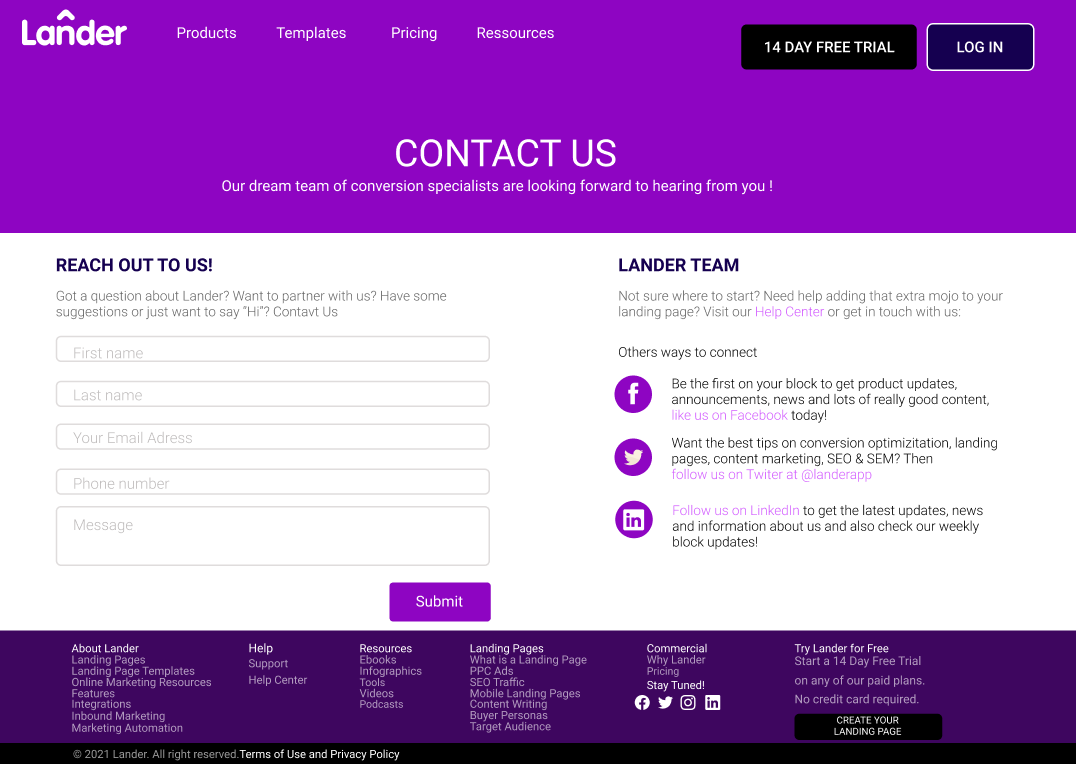 Lander
Products Templates Pricing Ressources
14 DAY FREE TRIAL
LOG IN
CONTACT US
Our dream team of conversion specialists are looking forward to hearing from you !
REACH OUT TO US!
Got a question about Lander? Want to partner with us? Have some
suggestions or just want to say “Hi”? Contavt Us
First name
Last name
Your Email Adress
Phone number
Message
Submit
LANDER TEAM
Not sure where to start? Need help adding that extra mojo to your
landing page? Visit our Help Center or get in touch with us:
Others ways to connect
Be the first on your block to get product updates,
announcements, news and lots of really good content,
like us on Facebook today!
Want the best tips on conversion optimizitation, landing
pages, content marketing, SEO & SEM? Then
follow us on Twiter at @landerapp
Follow us on LinkedIn to get the latest updates, news
and information about us and also check our weekly
block updates!
About Lander
Landing Pages
Landing Page Templates
Online Marketing Resources
Features
Integrations
Inbound Marketing
Marketing Automation
Help
Support
Help Center
Resources
Ebooks
Infographics
Tools
Videos
Podcasts
Landing Pages
What is a Landing Page
PPC Ads
SEO Traffic
Mobile Landing Pages
Content Writing
Buyer Personas
Target Audience
Commercial
Why Lander
Pricing
Stay Tuned!
Try Lander for Free
Start a 14 Day Free Trial
on any of our paid plans.
No credit card required.
CREATE YOUR
LANDING PAGE
© 2021 Lander. All right reserved.Terms of Use and Privacy Policy